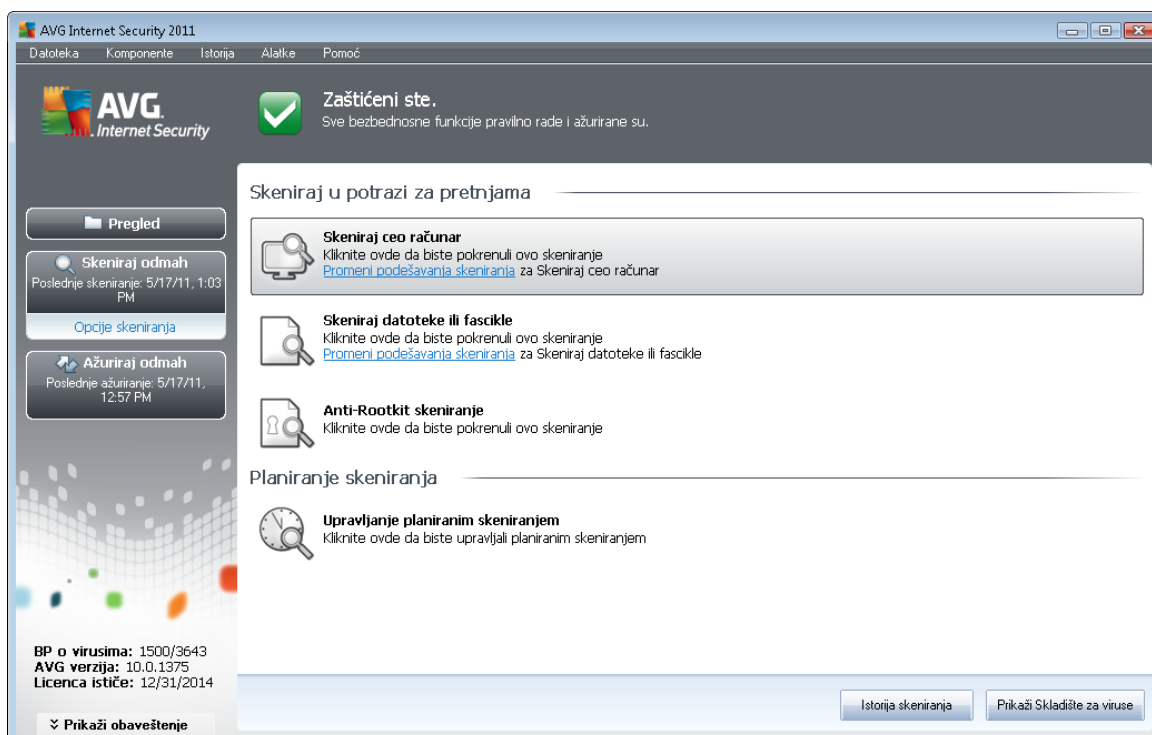 AVG Internet Security 2011
Datoteka Komponente Istorija Alatke Pomoć
AVG.
Internet Security
Zaštićeni ste.
Sve bezbednosne funkcije pravilno rade i ažurirane su.
Pregled
Skeniraj odmah
Poslednje skeniranje: 5/17/11, 1:03
PM
Opcije skeniranja
Ažuriraj odmah
Poslednje ažuriranje: 5/17/11,
12:57 PM
BP o virusima: 1500/3643
AVG verzija: 10.0.1375
Licenca ističe: 12/31/2014
Prikaži obaveštenje
Skeniraj u potrazi za pretnjama
Skeniraj ceo računar
Kliknite ovde da biste pokrenuli ovo skeniranje
Promeni podešavanja skeniranja za Skeniraj ceo računar
Skeniraj datoteke ili fascikle
Kliknite ovde da biste pokrenuli ovo skeniranje
Promeni podešavanja skeniranja za Skeniraj datoteke ili fascikle
Anti-Rootkit skeniranje
Kliknite ovde da biste pokrenuli ovo skeniranje
Planiranje skeniranja
Upravljanje planiranim skeniranjem
Kliknite ovde da biste upravljali planiranim skeniranjem
Istorija skeniranja
Prikaži Skladište za viruse